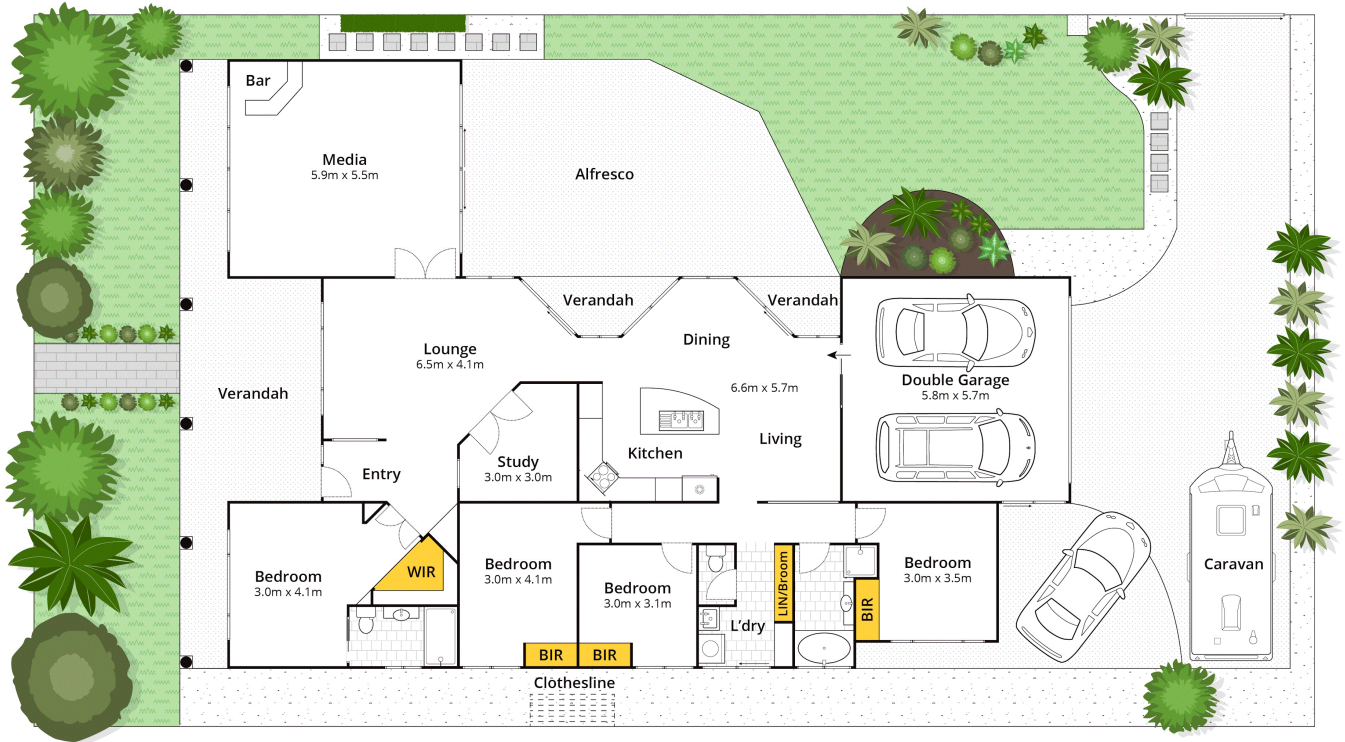 Bar
Media
5.9m x 5.5m
Alfresco
Verandah
Verandah
Dining
Lounge
6.5m x 4.1m
6.6m x 5.7m
Double Garage
5.8m x 5.7m
Verandah
Living
Kitchen
Study
3.0m x 3.0m
Entry
Bedroom
3.0m x 4.1m
WIR
Bedroom
3.0m x 4.1m
Bedroom
3.0m x 3.1m
LIN/Broom
L'dry
BIR
Bedroom
3.0m x 3.5m
Caravan
BIR
BIR
Clothesline